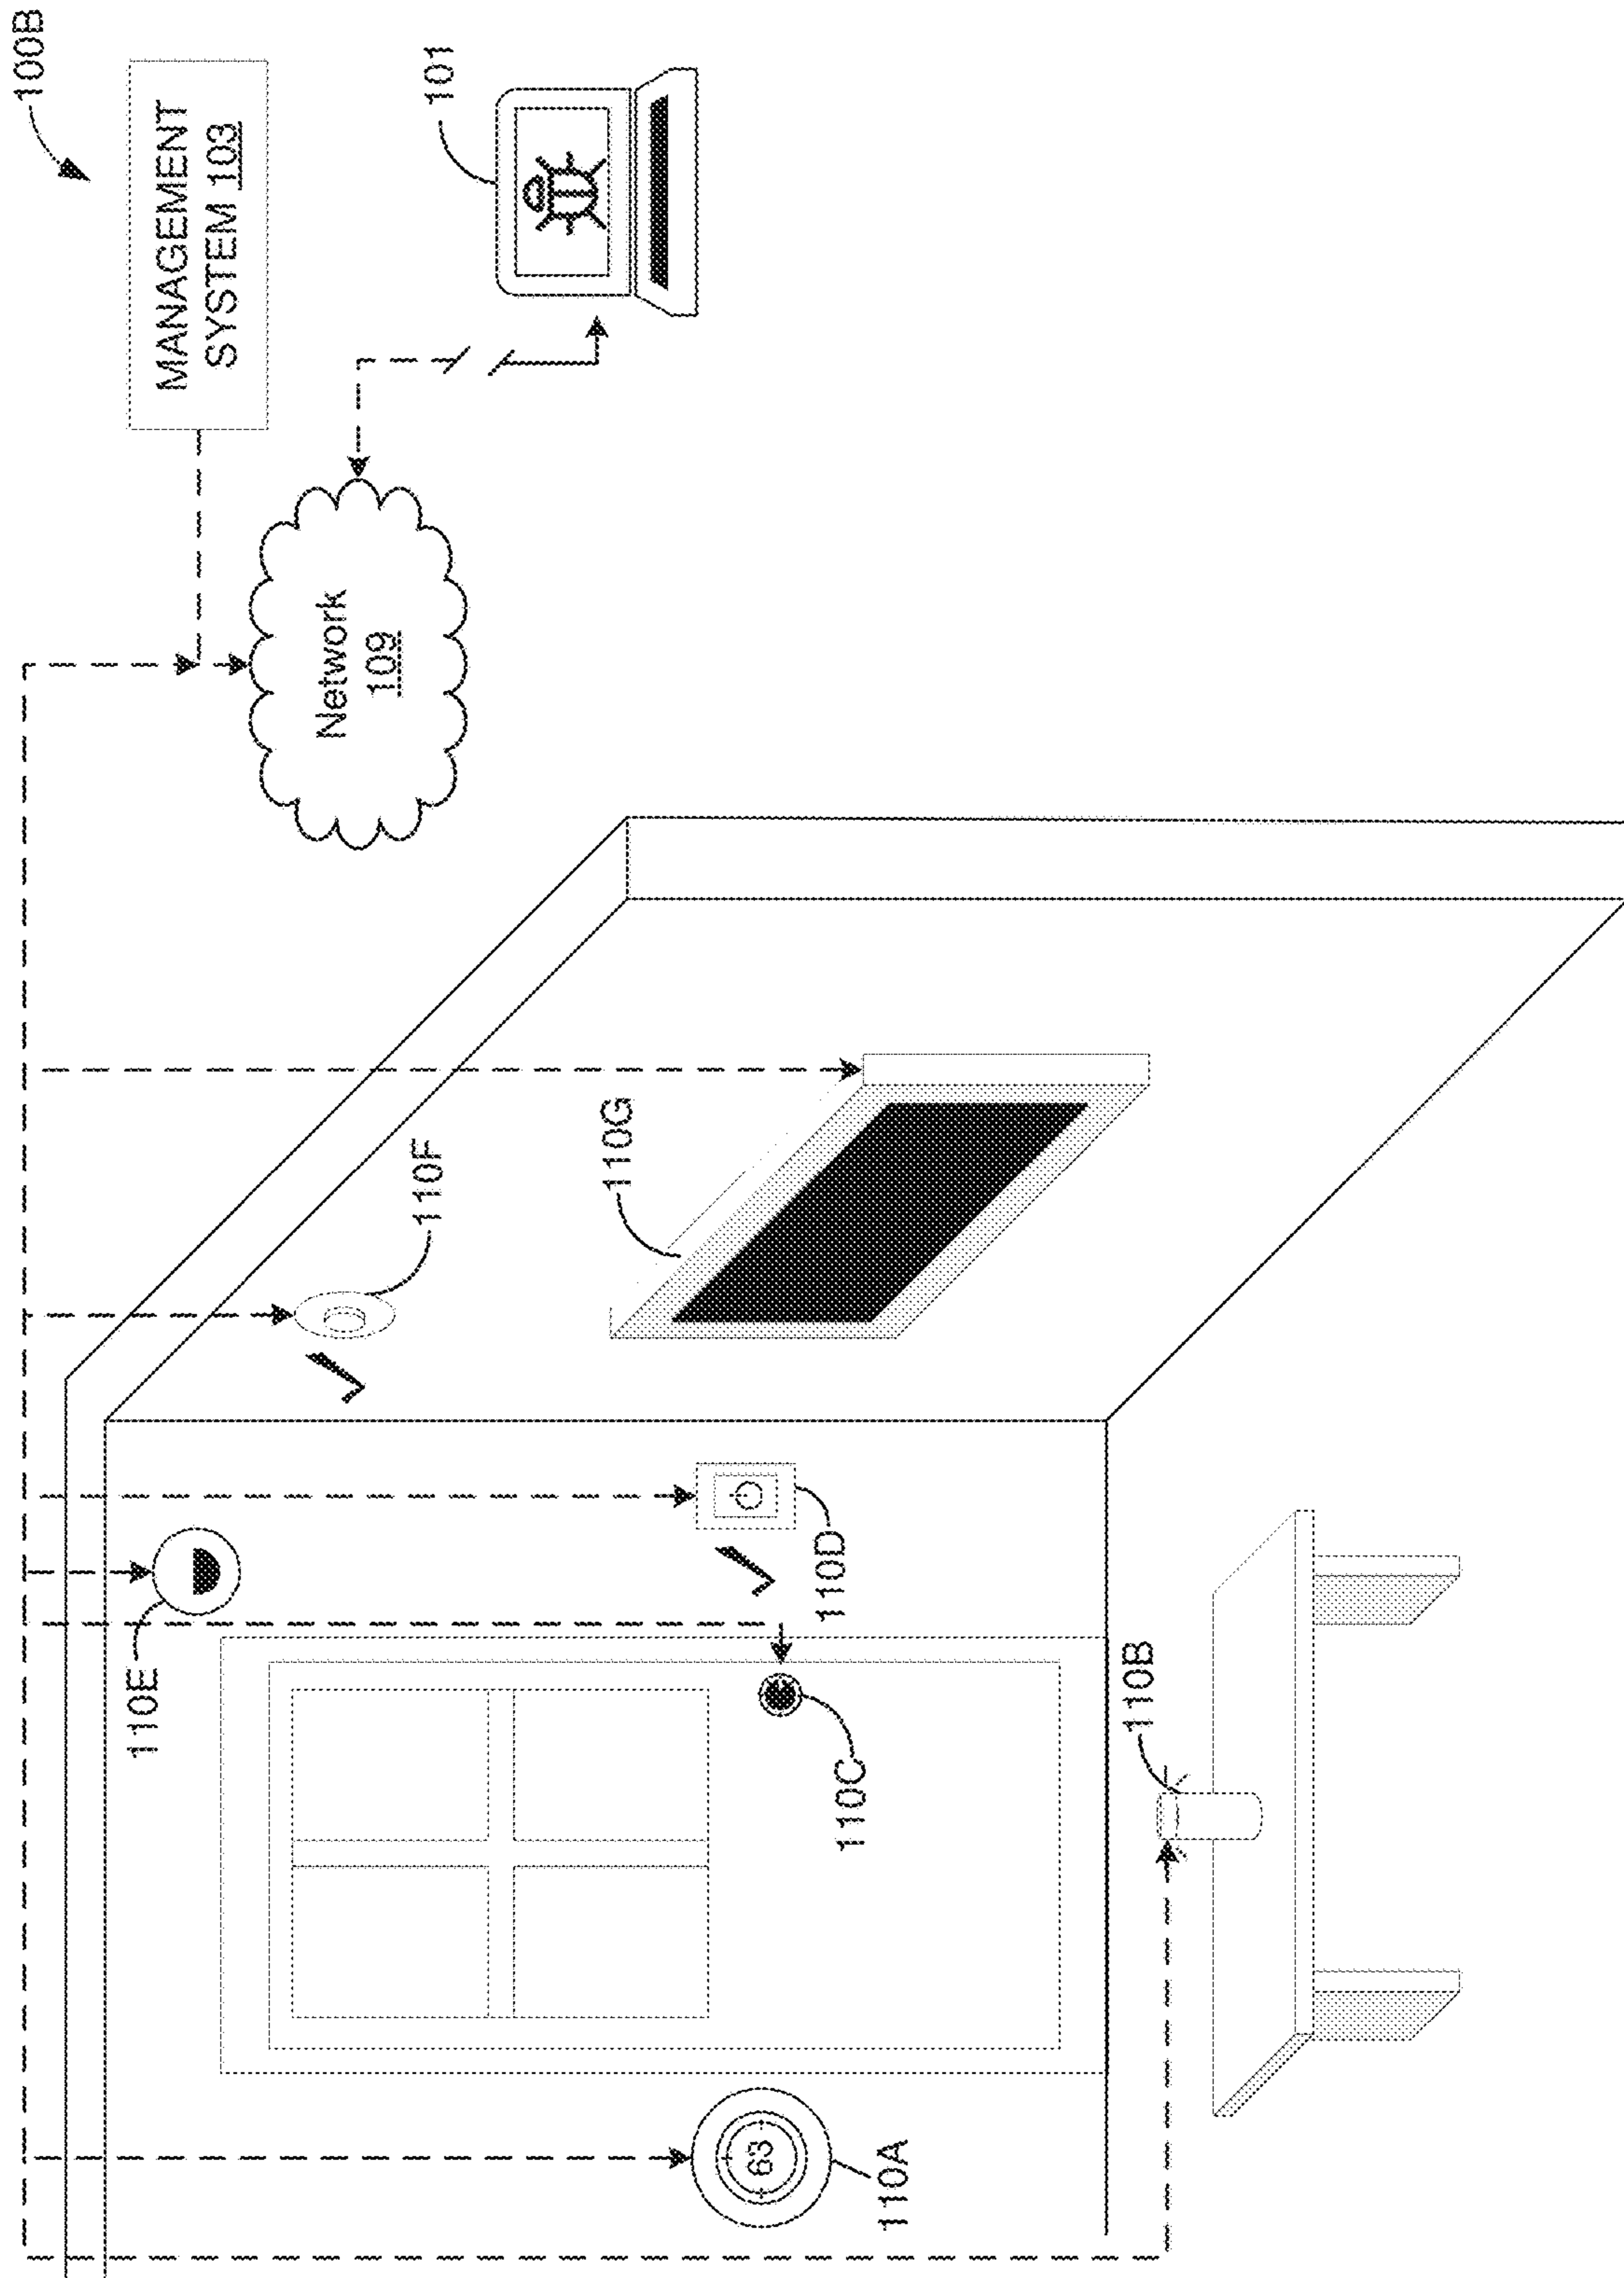 100B
MANAGEMENT
SYSTEM 103
101
Network
109
110F
110G
110E
110D
110C
110B
63
110A